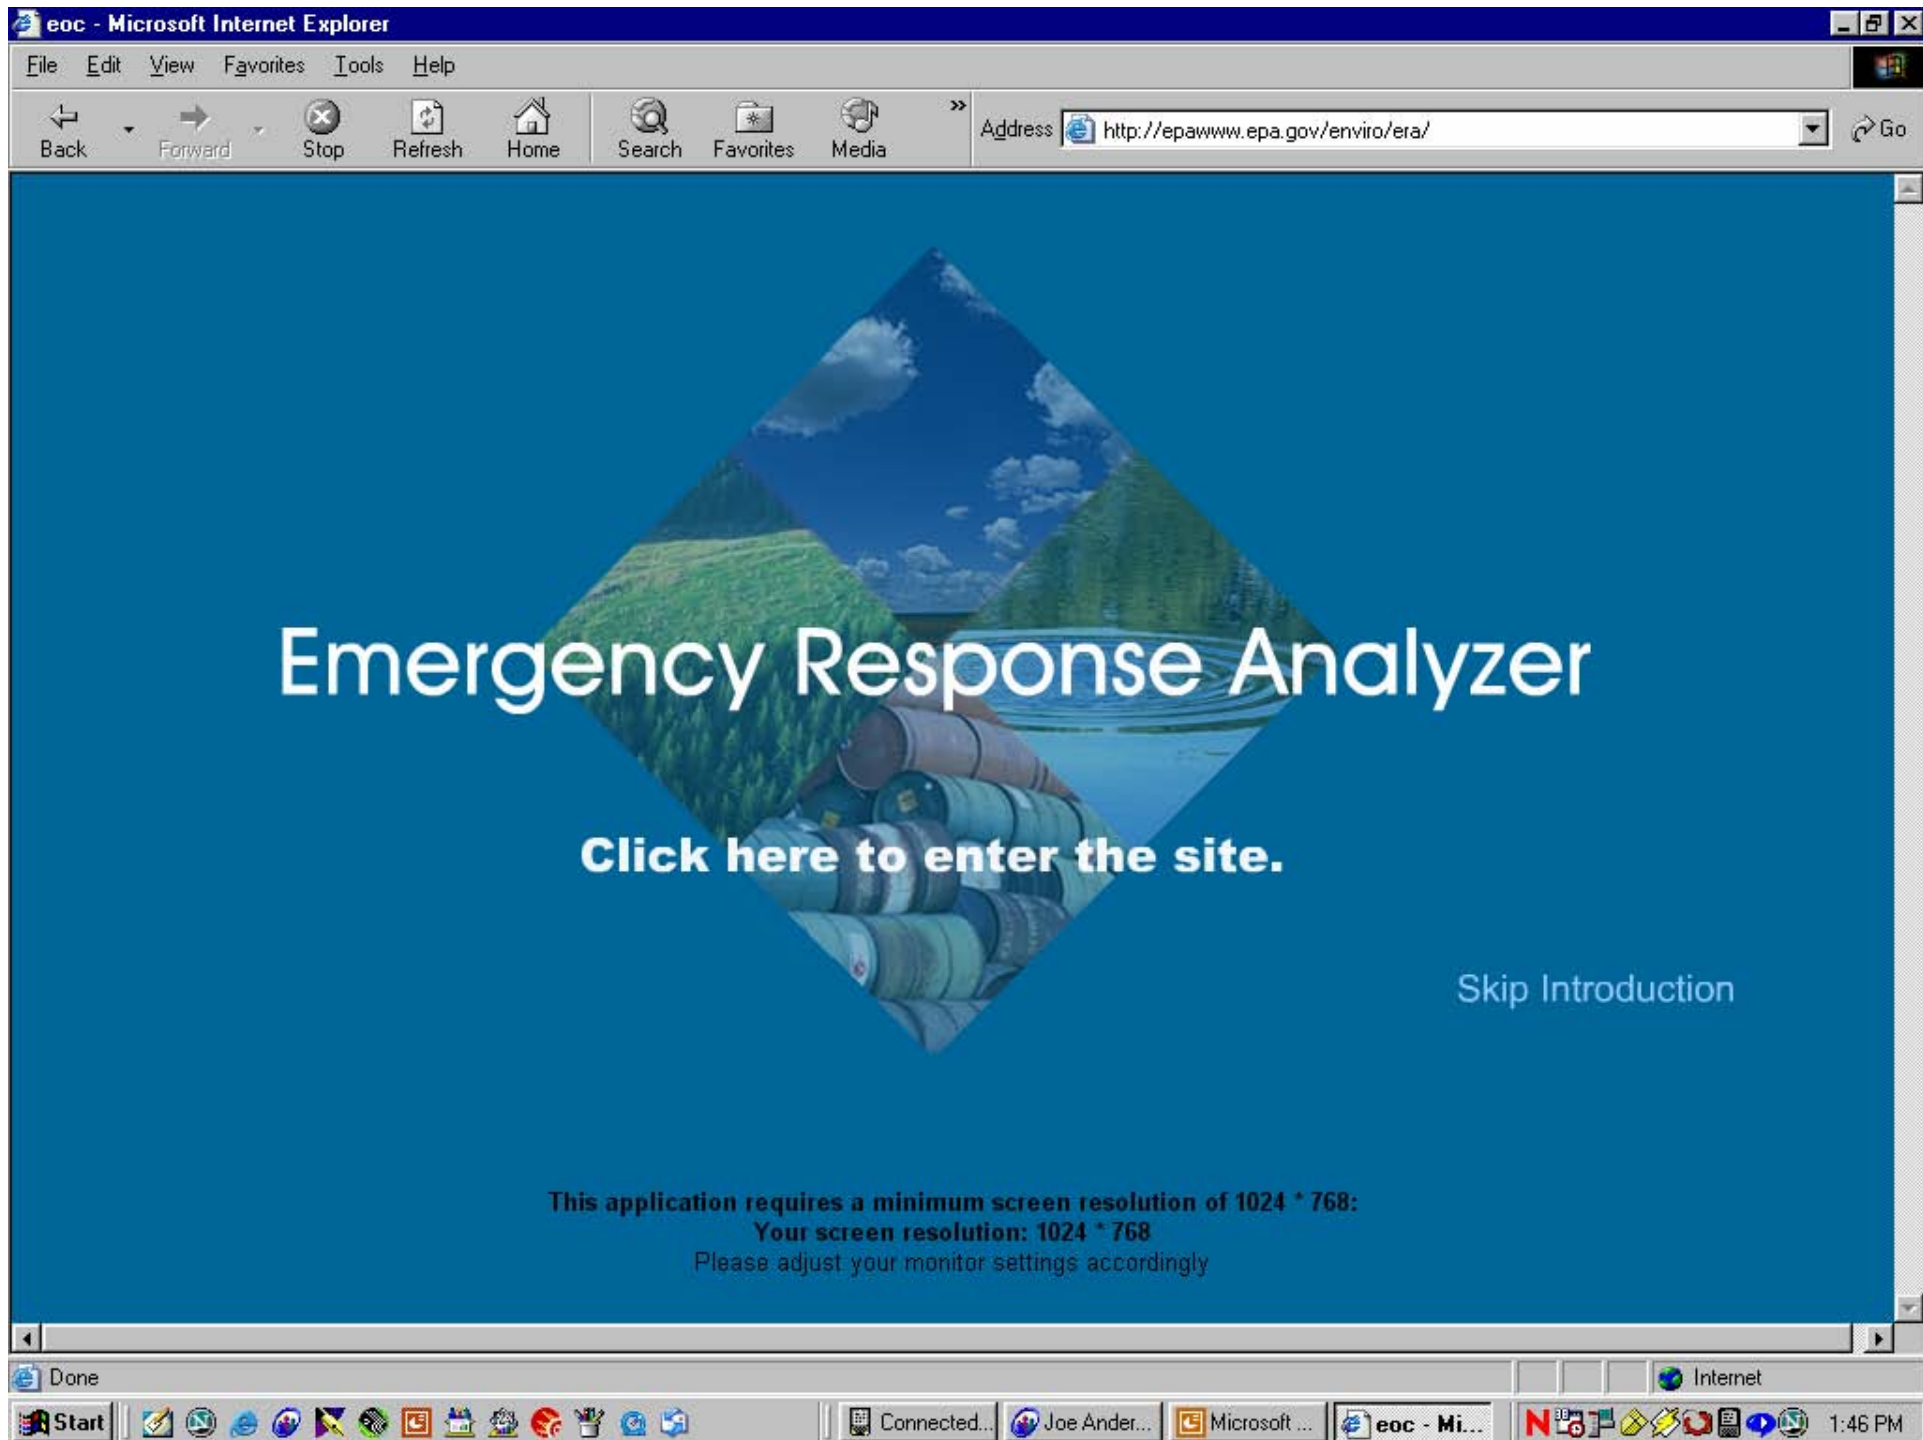 eoc - Microsoft Internet Explorer
File Edit View Favorites Tools Help
Back Forward Stop Refresh Home Search Favorites Media » Address http://epawww.epa.gov/enviro/era/ Go
Emergency Response Analyzer
Click here to enter the site.
Skip Introduction
This application requires a minimum screen resolution of 1024 * 768:
Your screen resolution: 1024 * 768
Please adjust your monitor settings accordingly
Done Internet
Start Connected... Joe Ander... Microsoft ... eoc - Mi... 1:46 PM